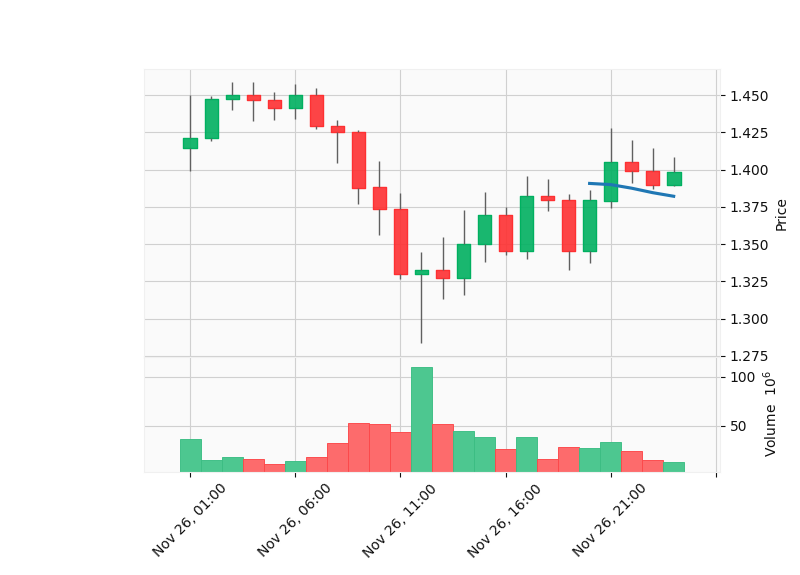 1.450
1.425
1.400
1.375
1.350
1.325
1.300
1.275
Price
100
50
Volume 10⁶
Nov 26, 01:00
Nov 26, 06:00
Nov 26, 11:00
Nov 26, 16:00
Nov 26, 21:00